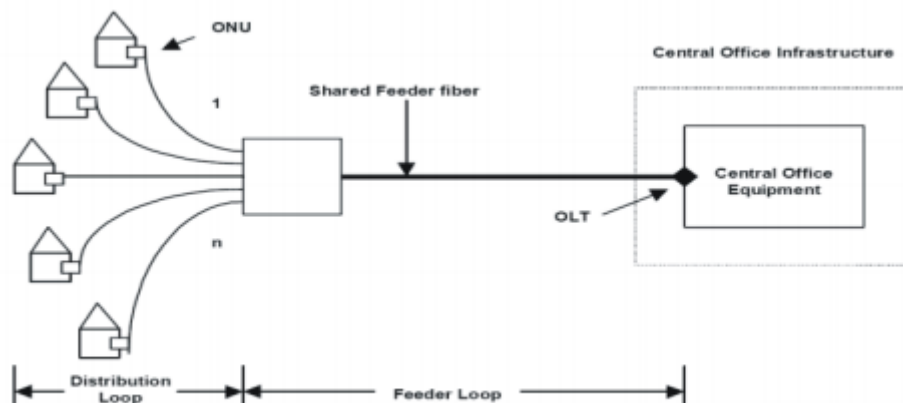 ONU
Central Office Infrastructure
Shared Feeder fiber
1
Central Office
Equipment
OLT
n
Distribution
Loop
Feeder Loop